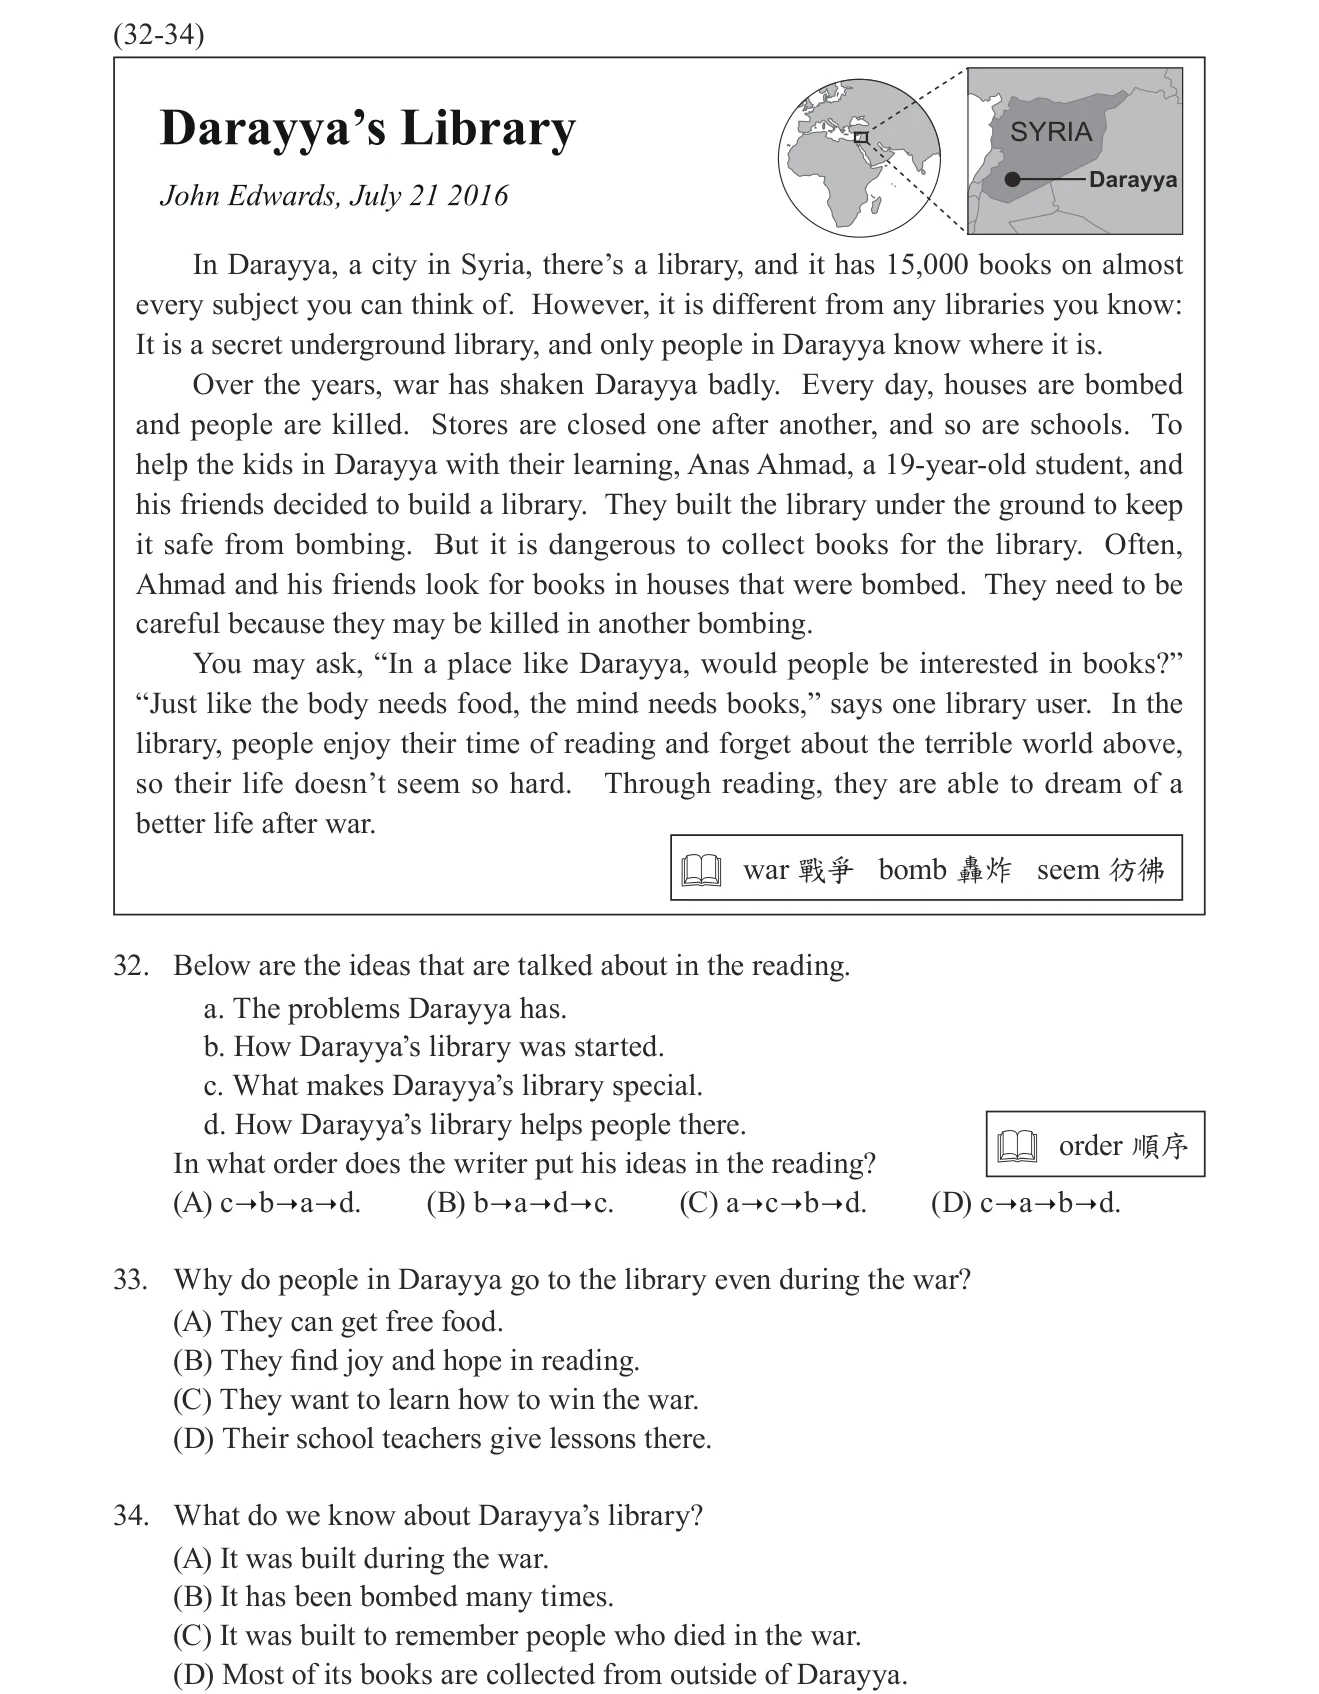 (32-34)
Darayya’s Library
John Edwards, July 21 2016
SYRIA
Darayya
In Darayya, a city in Syria, there’s a library, and it has 15,000 books on almost
every subject you can think of. However, it is different from any libraries you know:
It is a secret underground library, and only people in Darayya know where it is.
Over the years, war has shaken Darayya badly. Every day, houses are bombed
and people are killed. Stores are closed one after another, and so are schools. To
help the kids in Darayya with their learning, Anas Ahmad, a 19-year-old student, and
his friends decided to build a library. They built the library under the ground to keep
it safe from bombing. But it is dangerous to collect books for the library. Often,
Ahmad and his friends look for books in houses that were bombed. They need to be
careful because they may be killed in another bombing.
You may ask, “In a place like Darayya, would people be interested in books?”
“Just like the body needs food, the mind needs books,” says one library user. In the
library, people enjoy their time of reading and forget about the terrible world above,
so their life doesn’t seem so hard. Through reading, they are able to dream of a
better life after war.
war 戰爭 bomb 轟炸 seem 彷彿
32. Below are the ideas that are talked about in the reading.
a. The problems Darayya has.
b. How Darayya’s library was started.
c. What makes Darayya’s library special.
d. How Darayya’s library helps people there.
In what order does the writer put his ideas in the reading?
order 順序
(A) c→b→a→d. (B) b→a→d→c. (C) a→c→b→d. (D) c→a→b→d.
33. Why do people in Darayya go to the library even during the war?
(A) They can get free food.
(B) They find joy and hope in reading.
(C) They want to learn how to win the war.
(D) Their school teachers give lessons there.
34. What do we know about Darayya’s library?
(A) It was built during the war.
(B) It has been bombed many times.
(C) It was built to remember people who died in the war.
(D) Most of its books are collected from outside of Darayya.